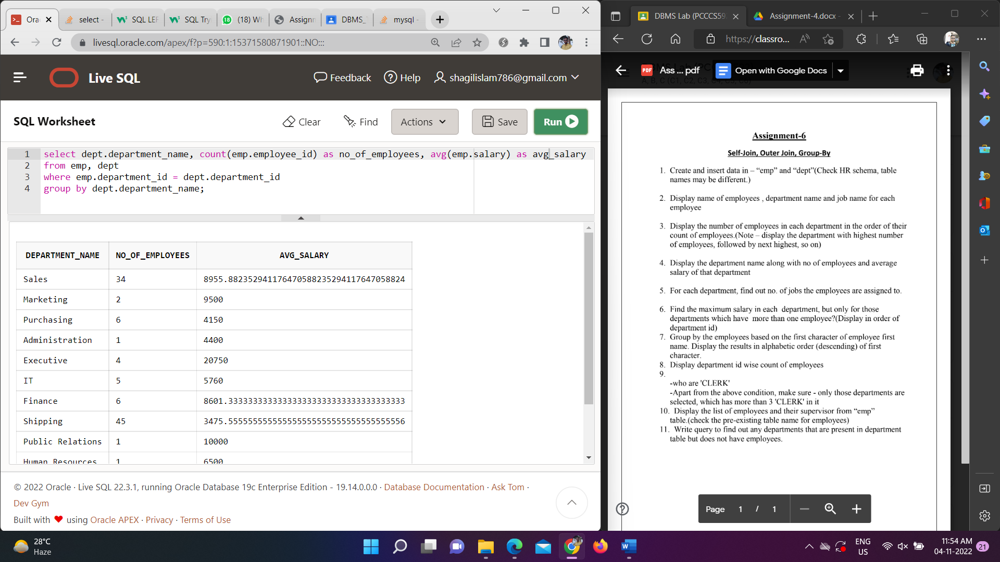 Ora
select -
SQL LEF
SQL Try
(18) Wh
Assignm
DBMS_
mysql -
livesql.oracle.com/apex/f?p=590:1:15371580871901::NO:::
Live SQL
Feedback
Help
shagilislam786@gmail.com
SQL Worksheet
Clear
Find
Actions
Save
Run
1 select dept.department_name, count(emp.employee_id) as no_of_employees, avg(emp.salary) as avg_salary
2 from emp, dept
3 where emp.department_id = dept.department_id
4 group by dept.department_name;
DEPARTMENT_NAME NO_OF_EMPLOYEES AVG_SALARY
Sales 34 8955.88235294117647058823529411764705824
Marketing 2 9500
Purchasing 6 4150
Administration 1 4400
Executive 4 20750
IT 5 5760
Finance 6 8601.33333333333333333333333333333333333
Shipping 45 3475.55555555555555555555555555555555556
Public Relations 1 10000
Human Resources 1 6500
© 2022 Oracle · Live SQL 22.3.1, running Oracle Database 19c Enterprise Edition - 19.14.0.0.0 · Database Documentation · Ask Tom ·
Dev Gym
Built with ❤ using Oracle APEX · Privacy · Terms of Use
DBMS Lab (PCCCS59
Assignment-4.docx -
https://classro...
PDF
Ass ... pdf
Open with Google Docs
A, B, C (C1, C2, C3, C4, C5, C6)
Assignment-6
Self-Join, Outer Join, Group-By
1. Create and insert data in – “emp” and “dept”(Check HR schema, table
names may be different.)
2. Display name of employees , department name and job name for each
employee
3. Display the number of employees in each department in the order of their
count of employees.(Note – display the department with highest number
of employees, followed by next highest, so on)
4. Display the department name along with no of employees and average
salary of that department
5. For each department, find out no. of jobs the employees are assigned to.
6. Find the maximum salary in each department, but only for those
departments which have more than one employee?(Display in order of
department id)
7. Group by the employees based on the first character of employee first
name. Display the results in alphabetic order (descending) of first
character.
8. Display department id wise count of employees
9.
-who are 'CLERK'
-Apart from the above condition, make sure - only those departments are
selected, which has more than 3 'CLERK' in it
10. Display the list of employees and their supervisor from “emp”
table.(check the pre-existing table name for employees)
11. Write query to find out any departments that are present in department
table but does not have employees.
Page 1 / 1
28°C
Haze
ENG
US
11:54 AM
04-11-2022
21